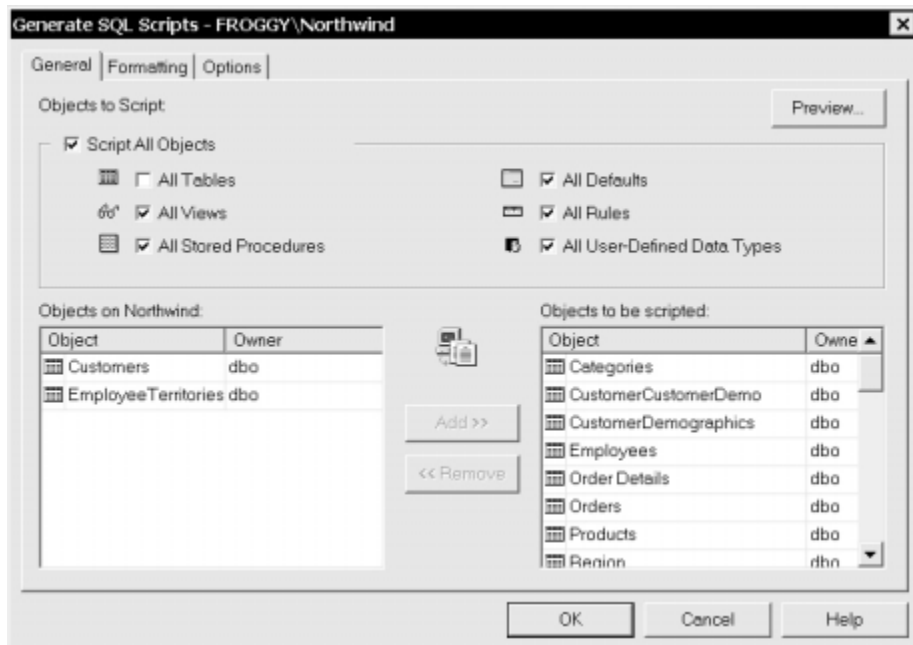 Generate SQL Scripts - FROGGY\Northwind
General Formatting Options
Objects to Script:
Preview...
Script All Objects
All Tables
All Defaults
All Views
All Rules
All Stored Procedures
All User-Defined Data Types
Objects on Northwind:
Object Owner
Customers dbo
EmployeeTerritories dbo
Add >>
<< Remove
Objects to be scripted:
Object Owne
Categories dbo
CustomerCustomerDemo dbo
CustomerDemographics dbo
Employees dbo
Order Details dbo
Orders dbo
Products dbo
Region dbo
OK Cancel Help